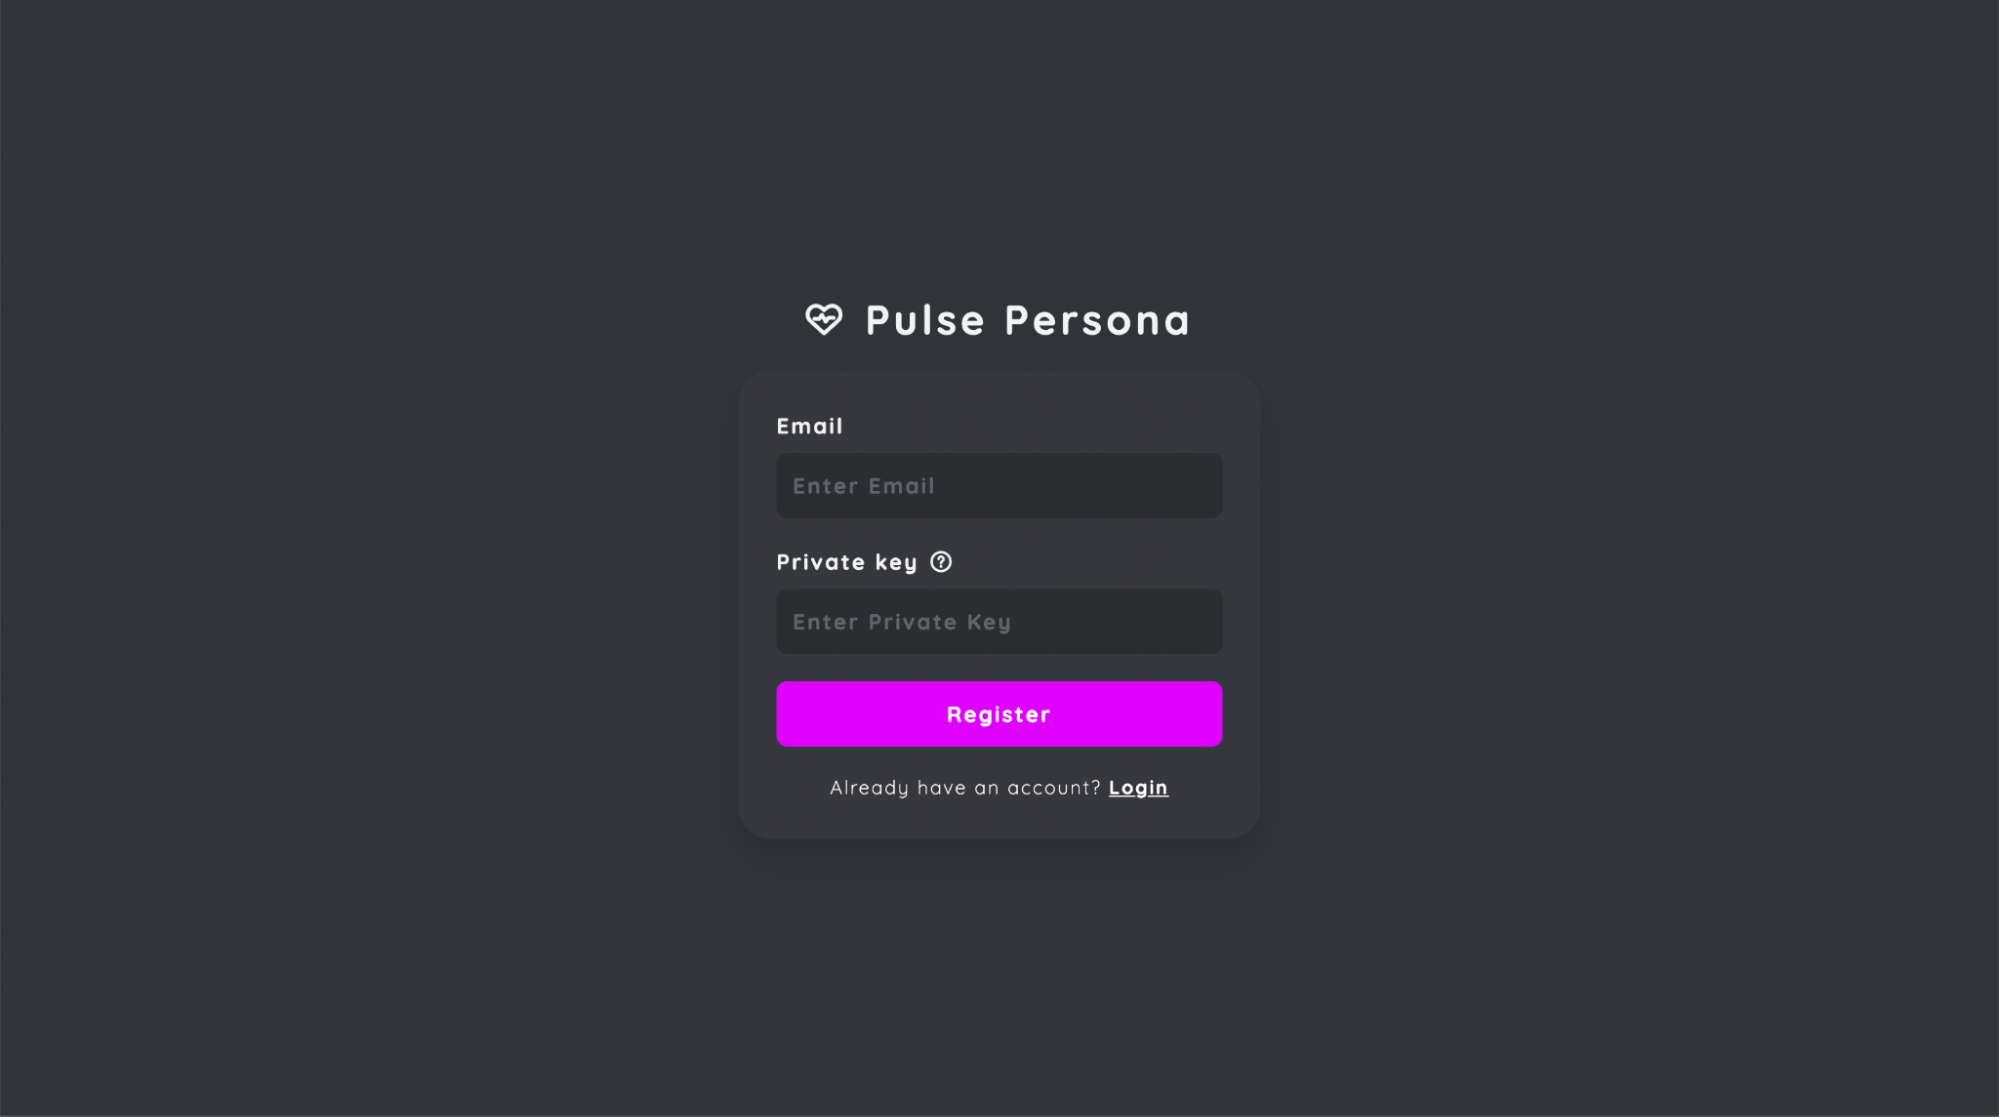 Pulse Persona
Email
Enter Email
Private key
Enter Private Key
Register
Already have an account? Login